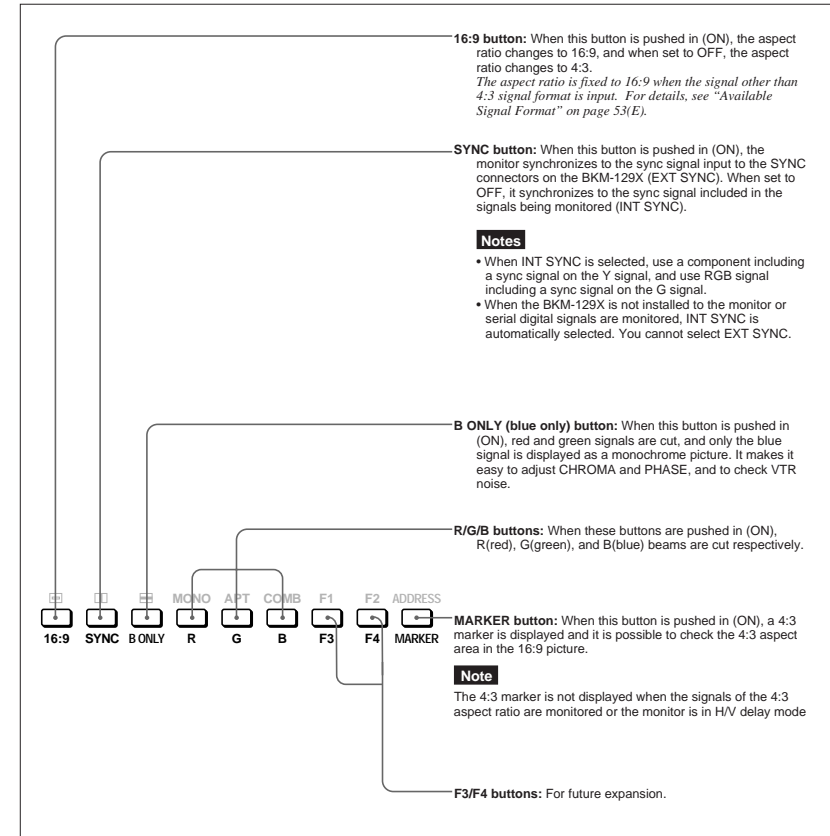 16:9 button: When this button is pushed in (ON), the aspect
ratio changes to 16:9, and when set to OFF, the aspect
ratio changes to 4:3.
The aspect ratio is fixed to 16:9 when the signal other than
4:3 signal format is input. For details, see “Available
Signal Format” on page 53(E).
SYNC button: When this button is pushed in (ON), the
monitor synchronizes to the sync signal input to the SYNC
connectors on the BKM-129X (EXT SYNC). When set to
OFF, it synchronizes to the sync signal included in the
signals being monitored (INT SYNC).
Notes
• When INT SYNC is selected, use a component including
a sync signal on the Y signal, and use RGB signal
including a sync signal on the G signal.
• When the BKM-129X is not installed to the monitor or
serial digital signals are monitored, INT SYNC is
automatically selected. You cannot select EXT SYNC.
B ONLY (blue only) button: When this button is pushed in
(ON), red and green signals are cut, and only the blue
signal is displayed as a monochrome picture. It makes it
easy to adjust CHROMA and PHASE, and to check VTR
noise.
R/G/B buttons: When these buttons are pushed in (ON),
R(red), G(green), and B(blue) beams are cut respectively.
MONO APT COMB F1 F2 ADDRESS
16:9 SYNC B ONLY R G B F3 F4 MARKER
MARKER button: When this button is pushed in (ON), a 4:3
marker is displayed and it is possible to check the 4:3 aspect
area in the 16:9 picture.
Note
The 4:3 marker is not displayed when the signals of the 4:3
aspect ratio are monitored or the monitor is in H/V delay mode
F3/F4 buttons: For future expansion.